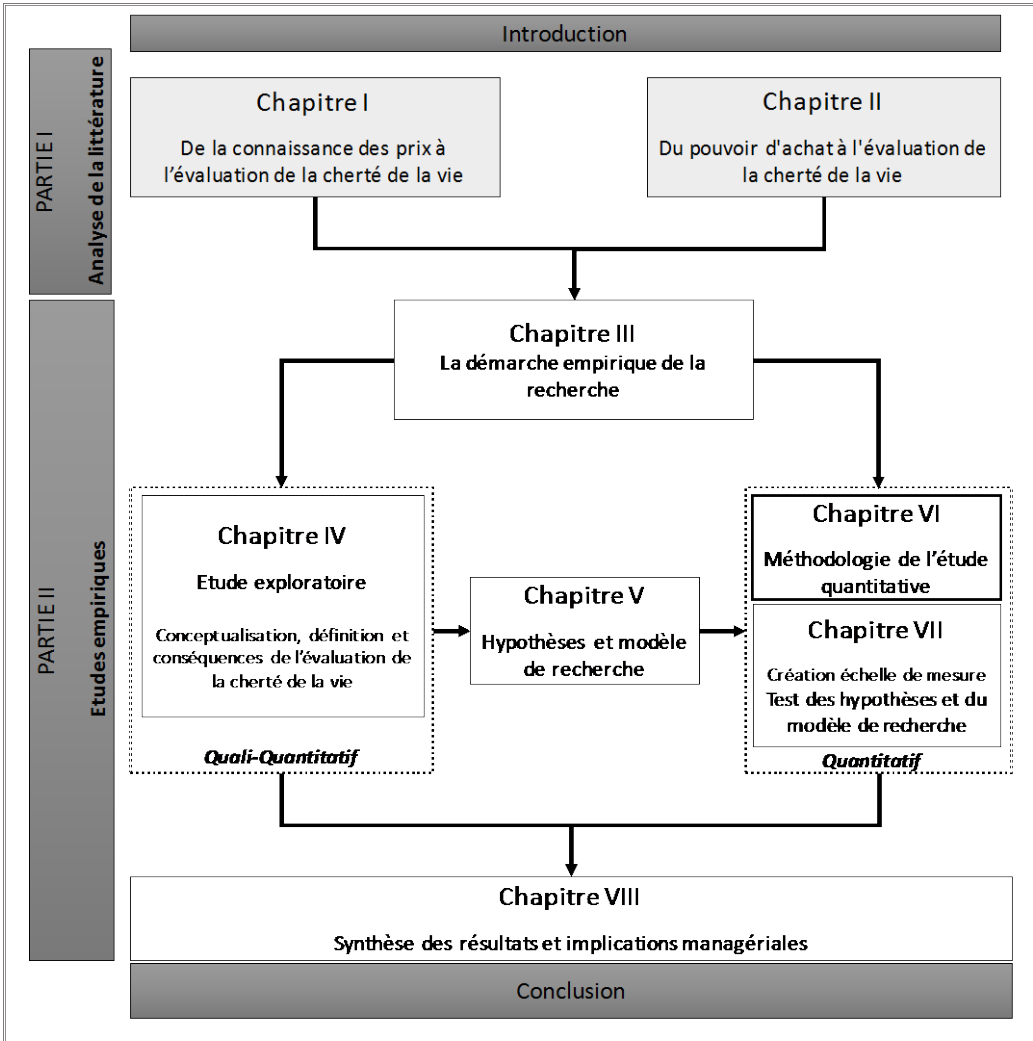 Introduction
PARTIE I
Analyse de la littérature
Chapitre I
De la connaissance des prix à
l’évaluation de la cherté de la vie
Chapitre II
Du pouvoir d'achat à l'évaluation de
la cherté de la vie
PARTIE II
Etudes empiriques
Chapitre III
La démarche empirique de la
recherche
Chapitre IV
Etude exploratoire
Conceptualisation, définition et
conséquences de l’évaluation de
la cherté de la vie
Quali-Quantitatif
Chapitre V
Hypothèses et modèle
de recherche
Chapitre VI
Méthodologie de l’étude
quantitative
Chapitre VII
Création échelle de mesure
Test des hypothèses et du
modèle de recherche
Quantitatif
Chapitre VIII
Synthèse des résultats et implications managériales
Conclusion